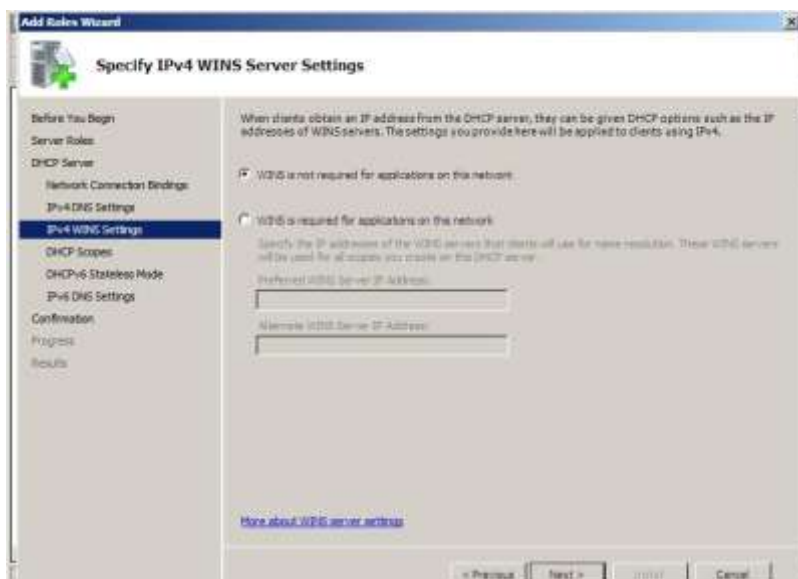 Add Roles Wizard
Specify IPv4 WINS Server Settings
Before You Begin
Server Roles
DHCP Server
Network Connection Bindings
IPv4 DNS Settings
IPv4 WINS Settings
DHCP Scopes
DHCPv6 Stateless Mode
IPv6 DNS Settings
Confirmation
Progress
Results
When clients obtain an IP address from the DHCP server, they can be given DHCP options such as the IP
addresses of WINS servers. The settings you provide here will be applied to clients using IPv4.
WINS is not required for applications on this network
WINS is required for applications on this network
Specify the IP addresses of the WINS servers that clients will use for name resolution. These WINS servers
will be used for all scopes you create on this DHCP server.
Preferred WINS Server IP Address:
Alternate WINS Server IP Address:
More about WINS server settings
< Previous
Next >
Install
Cancel